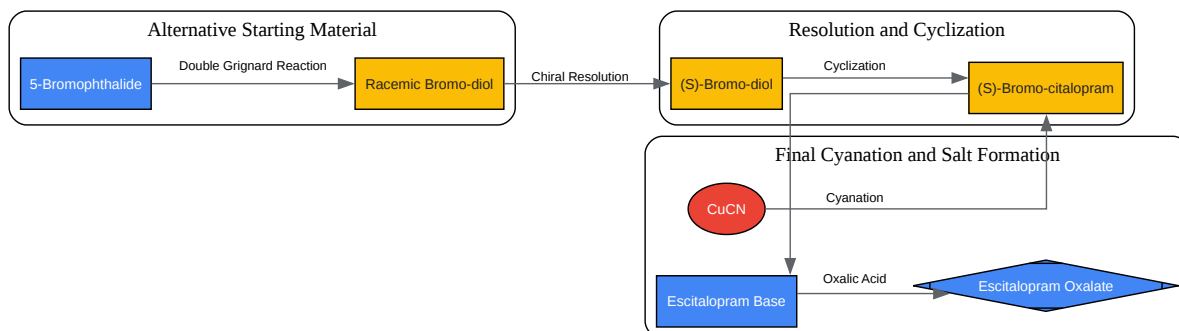 Alternative Starting Material
5-Bromophthalide
Double Grignard Reaction
Racemic Bromo-diol
Chiral Resolution
Resolution and Cyclization
(S)-Bromo-diol
Cyclization
(S)-Bromo-citalopram
Final Cyanation and Salt Formation
CuCN
Cyanation
Escitalopram Base
Oxalic Acid
Escitalopram Oxalate